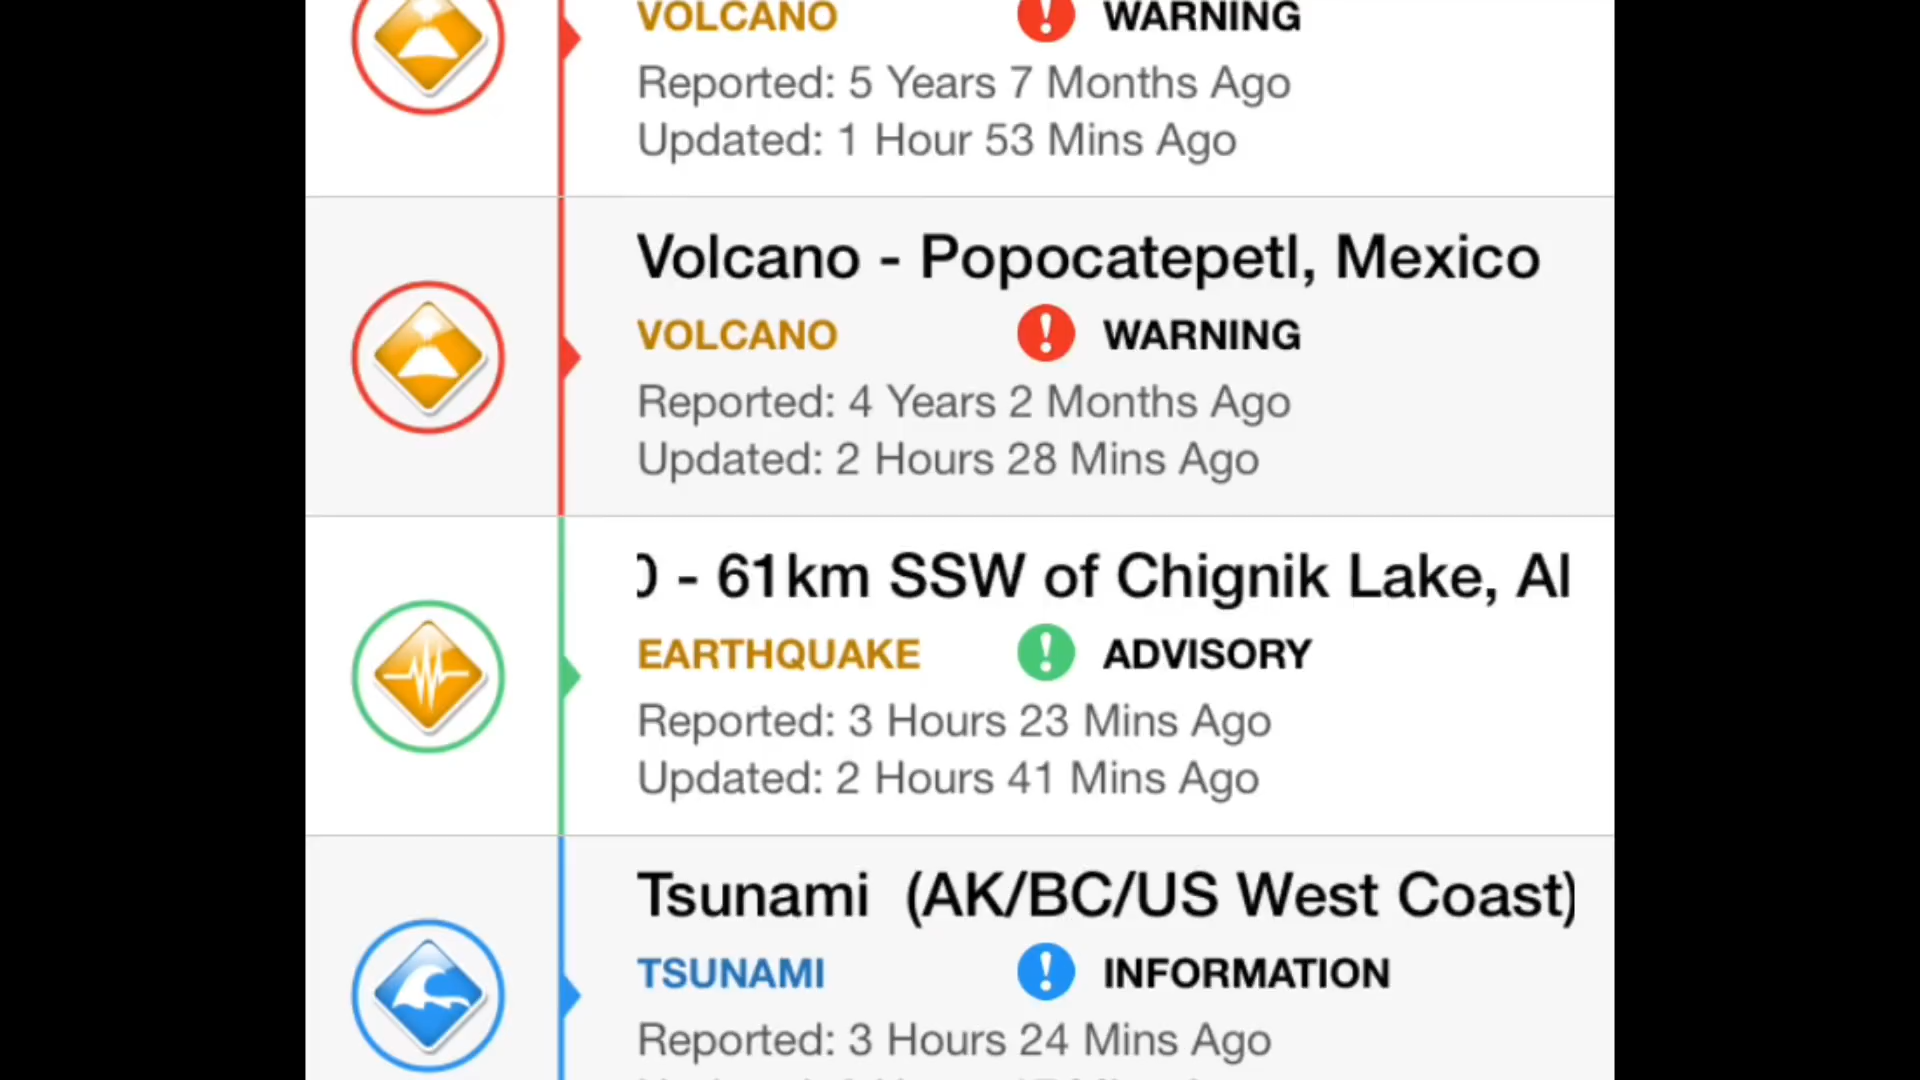 VOLCANO WARNING
Reported: 5 Years 7 Months Ago
Updated: 1 Hour 53 Mins Ago
Volcano - Popocatepetl, Mexico
VOLCANO WARNING
Reported: 4 Years 2 Months Ago
Updated: 2 Hours 28 Mins Ago
0 - 61km SSW of Chignik Lake, Al
EARTHQUAKE ADVISORY
Reported: 3 Hours 23 Mins Ago
Updated: 2 Hours 41 Mins Ago
Tsunami (AK/BC/US West Coast)
TSUNAMI INFORMATION
Reported: 3 Hours 24 Mins Ago